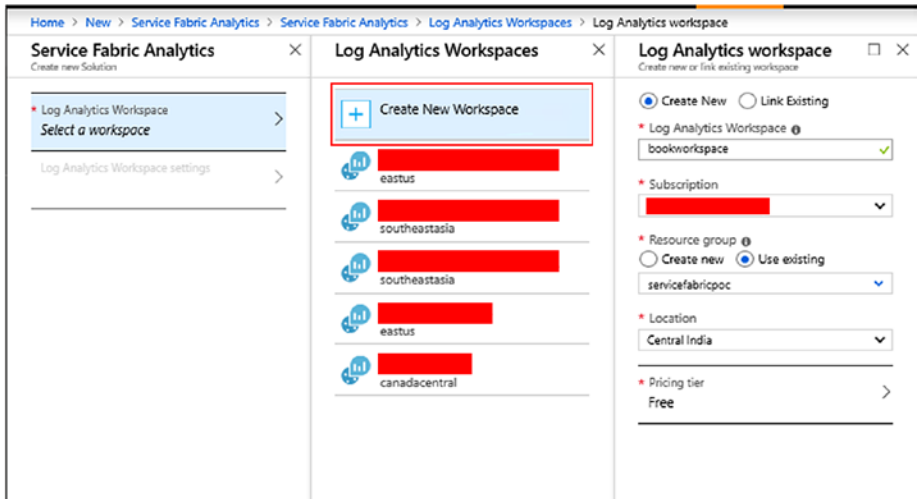 Home > New > Service Fabric Analytics > Service Fabric Analytics > Log Analytics Workspaces > Log Analytics workspace
Service Fabric Analytics
Create new Solution
* Log Analytics Workspace
Select a workspace
Log Analytics Workspace settings
Log Analytics Workspaces
Create New Workspace
eastus
southeastasia
southeastasia
eastus
canadacentral
Log Analytics workspace
Create new or link existing workspace
Create New Link Existing
* Log Analytics Workspace
bookworkspace
* Subscription
* Resource group
Create new Use existing
servicefabricpoc
* Location
Central India
* Pricing tier
Free